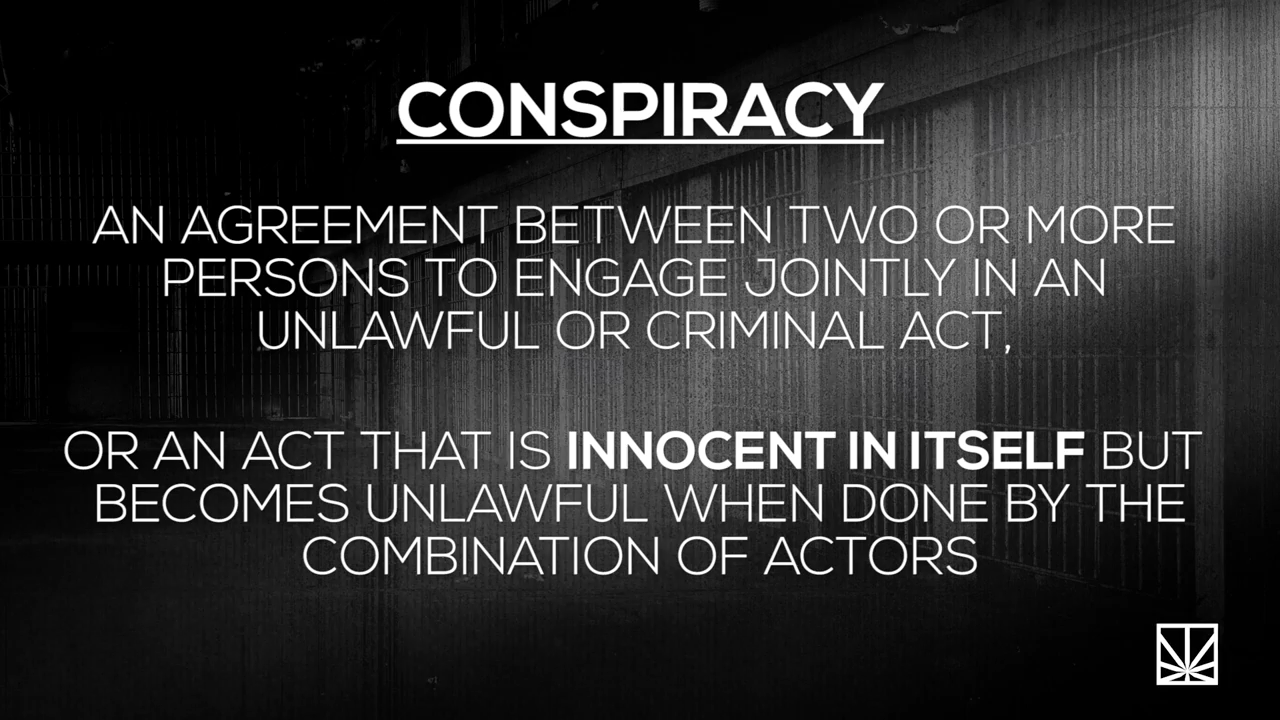 CONSPIRACY
AN AGREEMENT BETWEEN TWO OR MORE
PERSONS TO ENGAGE JOINTLY IN AN
UNLAWFUL OR CRIMINAL ACT,
OR AN ACT THAT IS INNOCENT IN ITSELF BUT
BECOMES UNLAWFUL WHEN DONE BY THE
COMBINATION OF ACTORS